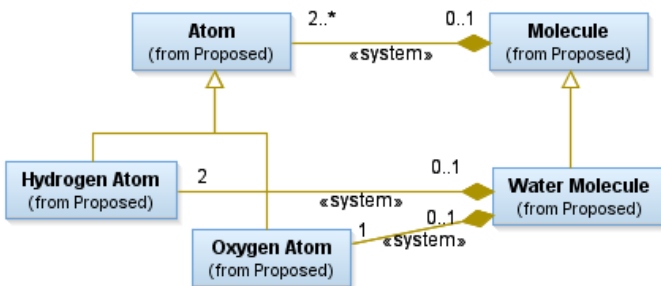 Atom
(from Proposed)
2..*
0..1
«system»
Molecule
(from Proposed)
Hydrogen Atom
(from Proposed)
2
0..1
«system»
Water Molecule
(from Proposed)
Oxygen Atom
(from Proposed)
1
0..1
«system»